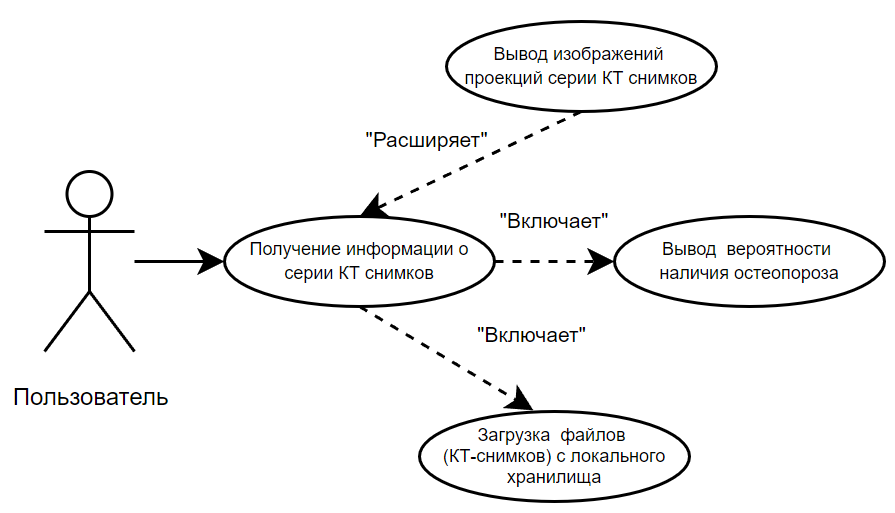 Вывод изображений
проекций серии КТ снимков
"Расширяет"
"Включает"
Получение информации о
серии КТ снимков
Вывод вероятности
наличия остеопороза
"Включает"
Пользователь
Загрузка файлов
(КТ-снимков) с локального
хранилища